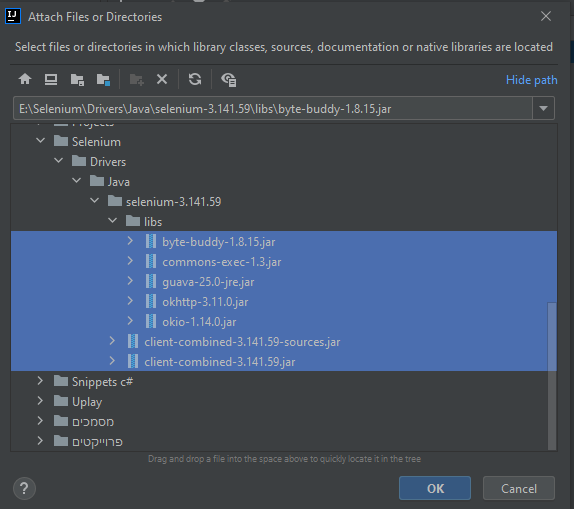 IJ
Attach Files or Directories
Select files or directories in which library classes, sources, documentation or native libraries are located
Hide path
E:\Selenium\Drivers\Java\selenium-3.141.59\libs\byte-buddy-1.8.15.jar
Projects
Selenium
Drivers
Java
selenium-3.141.59
libs
byte-buddy-1.8.15.jar
commons-exec-1.3.jar
guava-25.0-jre.jar
okhttp-3.11.0.jar
okio-1.14.0.jar
client-combined-3.141.59-sources.jar
client-combined-3.141.59.jar
Snippets c#
Uplay
מסמכים
פרוייקטים
Drag and drop a file into the space above to quickly locate it in the tree
?
OK
Cancel